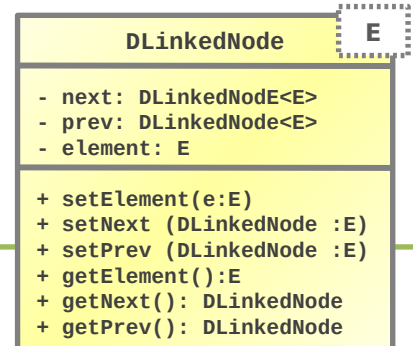 DLinkedNode
E
- next: DLinkedNodE<E>
- prev: DLinkedNode<E>
- element: E
+ setElement(e:E)
+ setNext (DLinkedNode :E)
+ setPrev (DLinkedNode :E)
+ getElement():E
+ getNext(): DLinkedNode
+ getPrev(): DLinkedNode